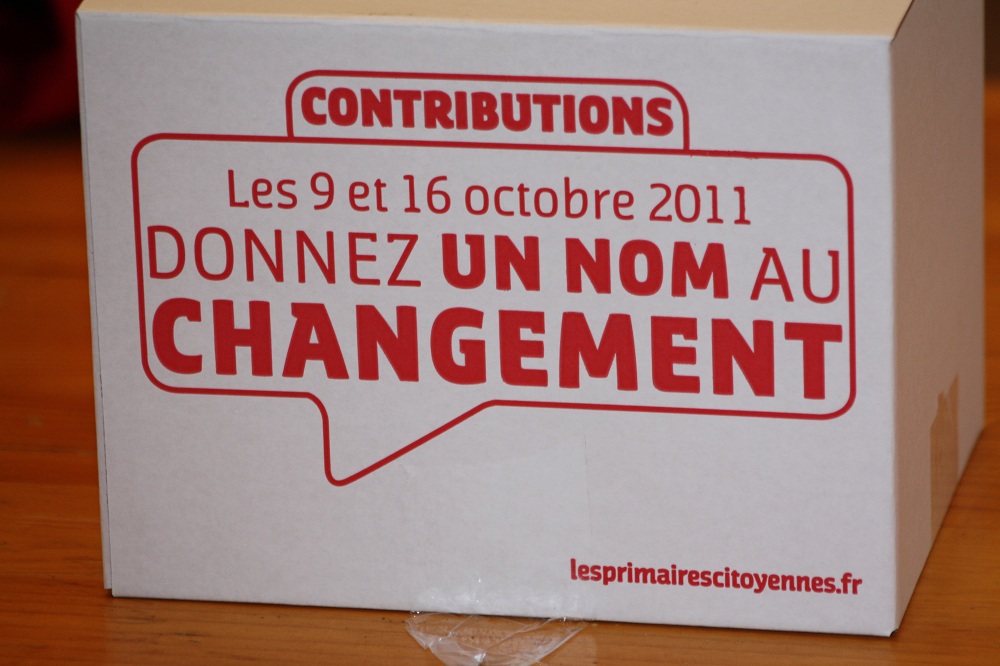 CONTRIBUTIONS
Les 9 et 16 octobre 2011
DONNEZ UN NOM AU
CHANGEMENT
lesprimairescitoyennes.fr